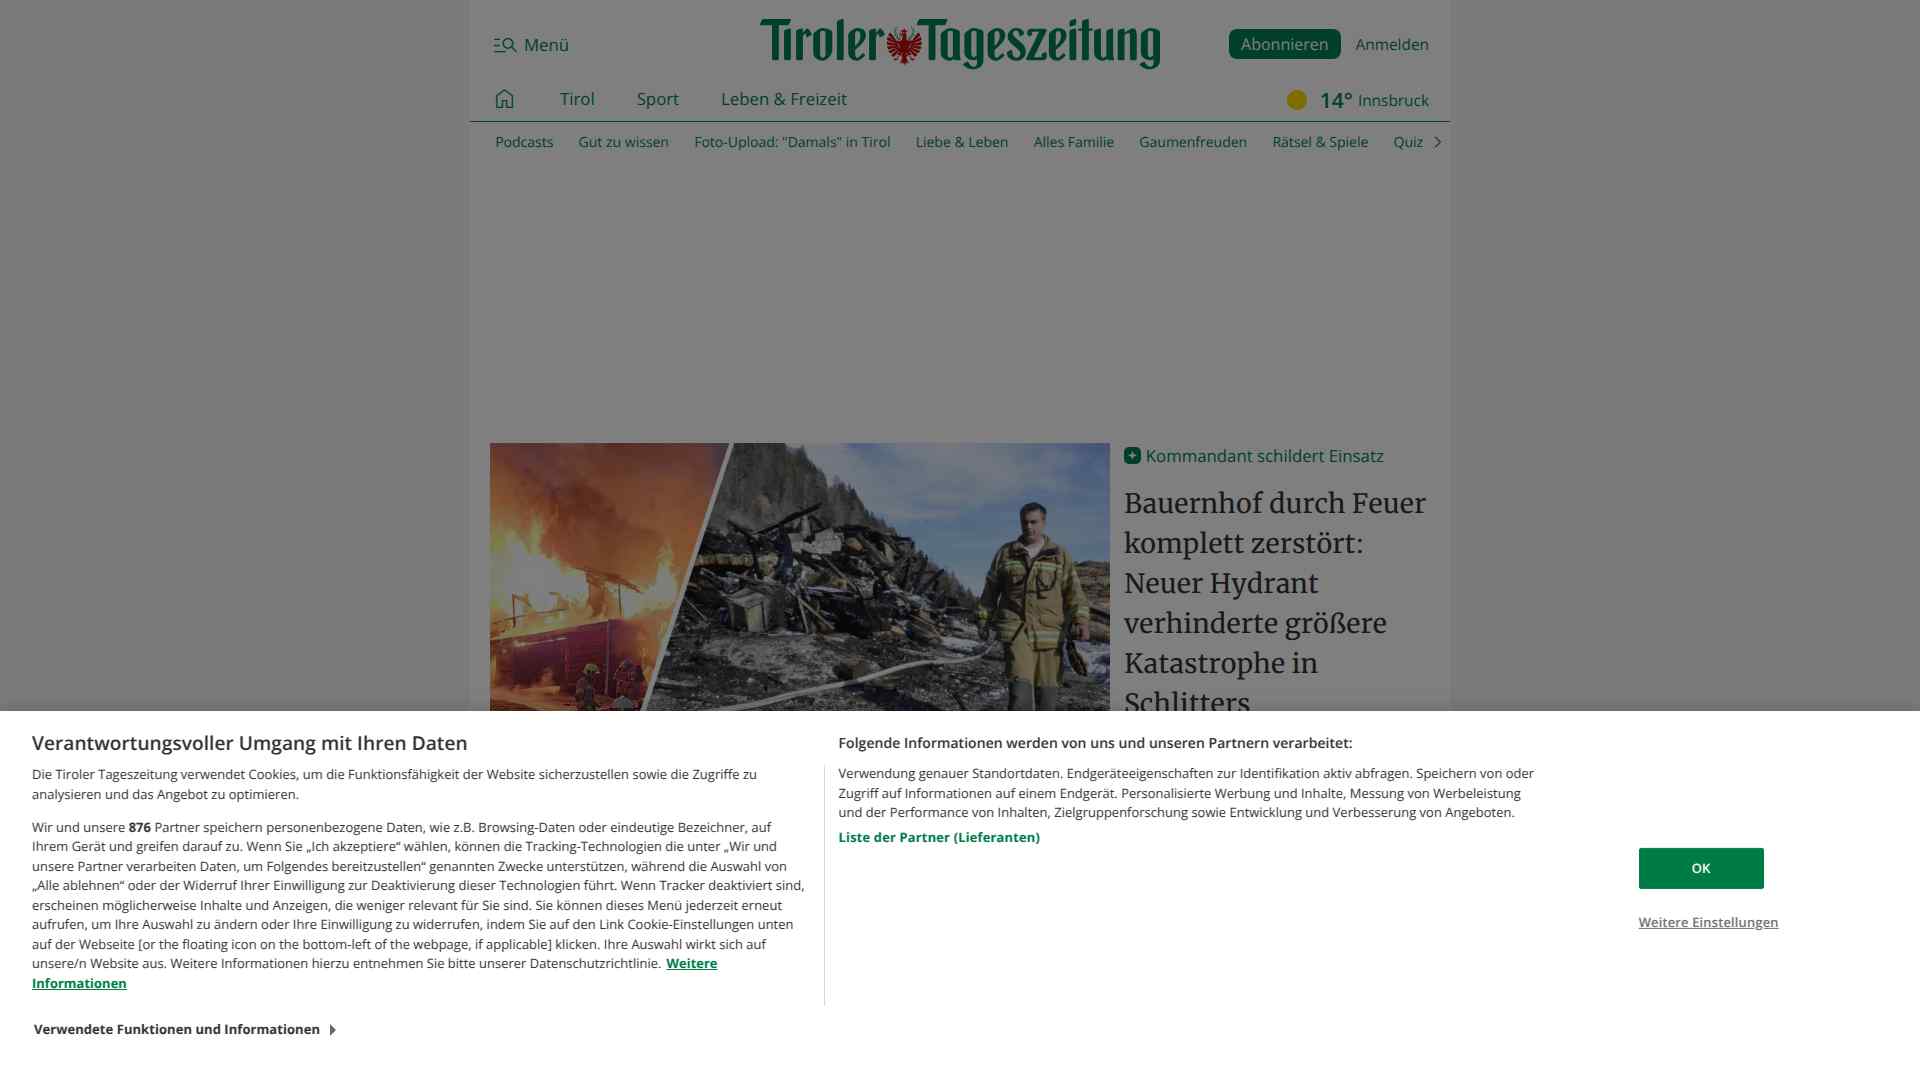 Menü
Tiroler Tageszeitung
Abonnieren
Anmelden
Tirol
Sport
Leben & Freizeit
14° Innsbruck
Podcasts
Gut zu wissen
Foto-Upload: "Damals" in Tirol
Liebe & Leben
Alles Familie
Gaumenfreuden
Rätsel & Spiele
Quiz
Kommandant schildert Einsatz
Bauernhof durch Feuer
komplett zerstört:
Neuer Hydrant
verhinderte größere
Katastrophe in
Schlitters
Verantwortungsvoller Umgang mit Ihren Daten
Die Tiroler Tageszeitung verwendet Cookies, um die Funktionsfähigkeit der Website sicherzustellen sowie die Zugriffe zu
analysieren und das Angebot zu optimieren.
Wir und unsere 876 Partner speichern personenbezogene Daten, wie z.B. Browsing-Daten oder eindeutige Bezeichner, auf
Ihrem Gerät und greifen darauf zu. Wenn Sie „Ich akzeptiere“ wählen, können die Tracking-Technologien die unter „Wir und
unsere Partner verarbeiten Daten, um Folgendes bereitzustellen“ genannten Zwecke unterstützen, während die Auswahl von
„Alle ablehnen“ oder der Widerruf Ihrer Einwilligung zur Deaktivierung dieser Technologien führt. Wenn Tracker deaktiviert sind,
erscheinen möglicherweise Inhalte und Anzeigen, die weniger relevant für Sie sind. Sie können dieses Menü jederzeit erneut
aufrufen, um Ihre Auswahl zu ändern oder Ihre Einwilligung zu widerrufen, indem Sie auf den Link Cookie-Einstellungen unten
auf der Webseite [or the floating icon on the bottom-left of the webpage, if applicable] klicken. Ihre Auswahl wirkt sich auf
unsere/n Website aus. Weitere Informationen hierzu entnehmen Sie bitte unserer Datenschutzrichtlinie. Weitere
Informationen
Verwendete Funktionen und Informationen
Folgende Informationen werden von uns und unseren Partnern verarbeitet:
Verwendung genauer Standortdaten. Endgeräteeigenschaften zur Identifikation aktiv abfragen. Speichern von oder
Zugriff auf Informationen auf einem Endgerät. Personalisierte Werbung und Inhalte, Messung von Werbeleistung
und der Performance von Inhalten, Zielgruppenforschung sowie Entwicklung und Verbesserung von Angeboten.
Liste der Partner (Lieferanten)
OK
Weitere Einstellungen